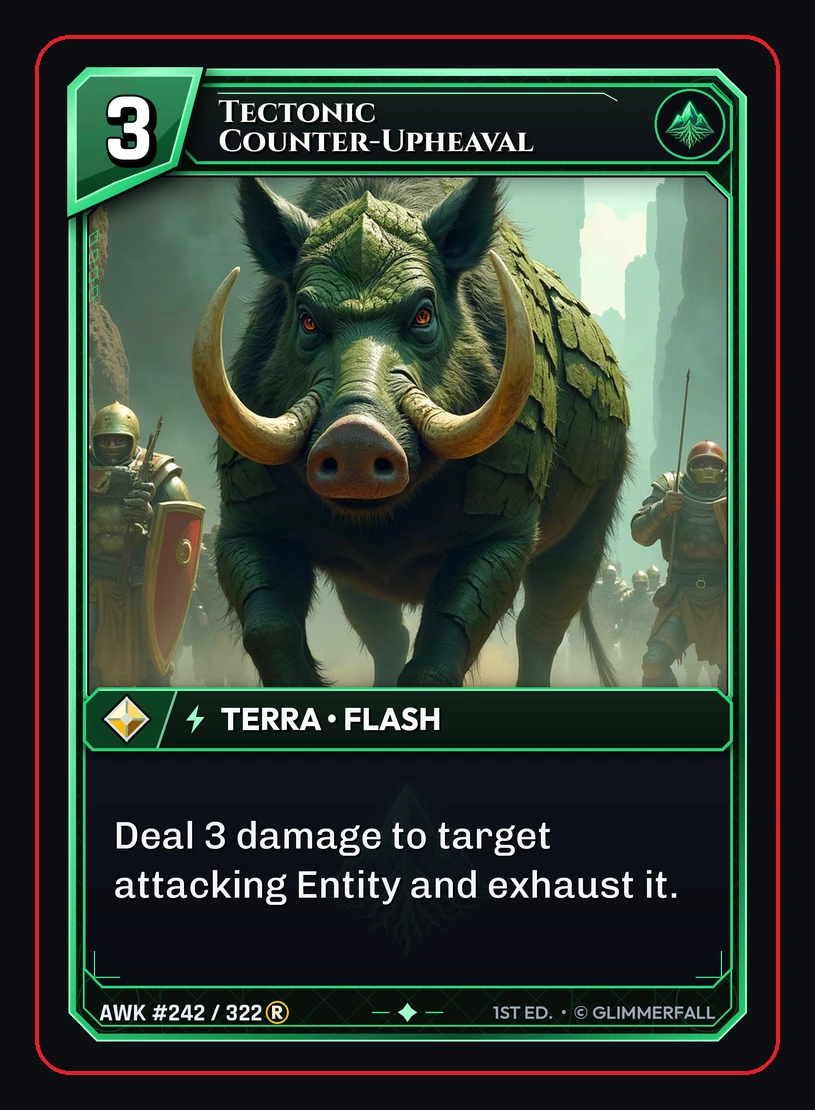 3
TECTONIC
COUNTER-UPHEAVAL
TERRA • FLASH
Deal 3 damage to target
attacking Entity and exhaust it.
AWK #242 / 322 R
1ST ED. • © GLIMMERFALL